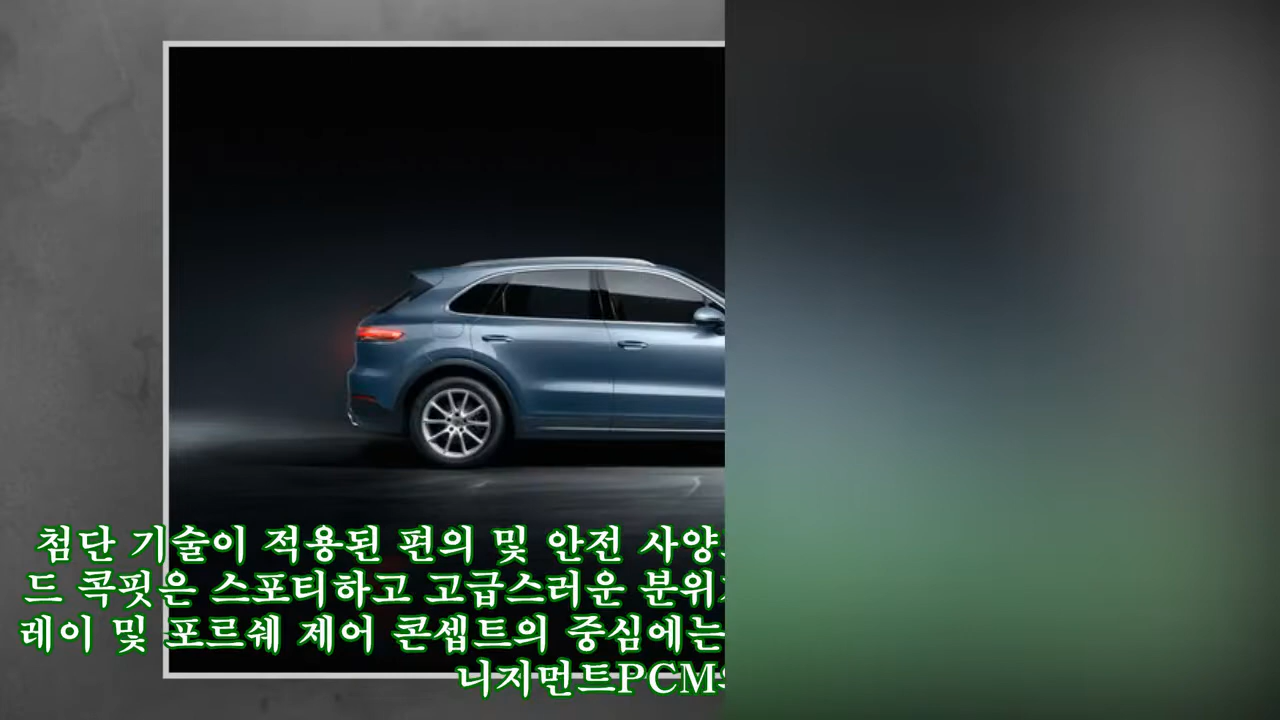 첨단 기술이 적용된 편의 및 안전 사양
드 콕핏은 스포티하고 고급스러운 분위
레이 및 포르쉐 제어 콘셉트의 중심에는
니지먼트PCM